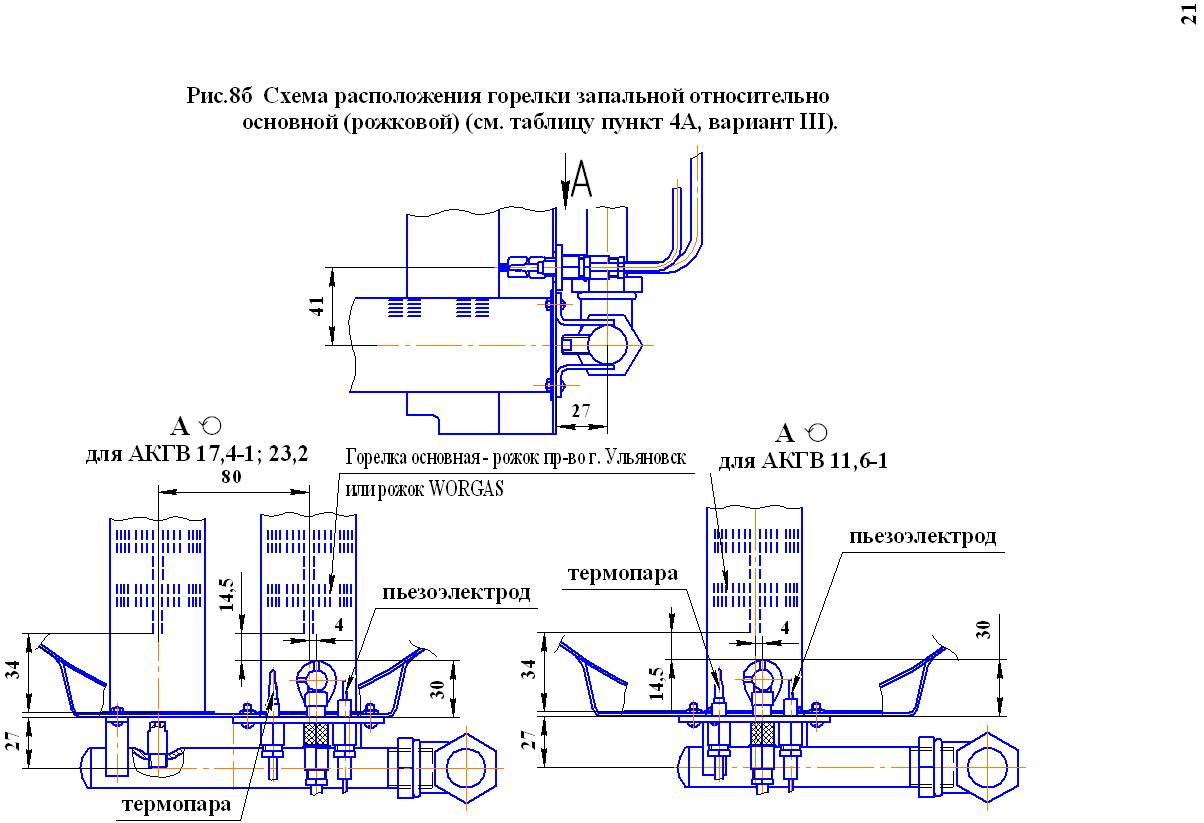 21
Рис.8б Схема расположения горелки запальной относительно
основной (рожковой) (см. таблицу пункт 4А, вариант III).
А
41
27
А
для АКГВ 17,4-1; 23,2
80
Горелка основная - рожок пр-во г. Ульяновск
или рожок WORGAS
А
для АКГВ 11,6-1
14,5
4
пьезоэлектрод
34
30
27
термопара
термопара
пьезоэлектрод
4
30
34
14,5
27